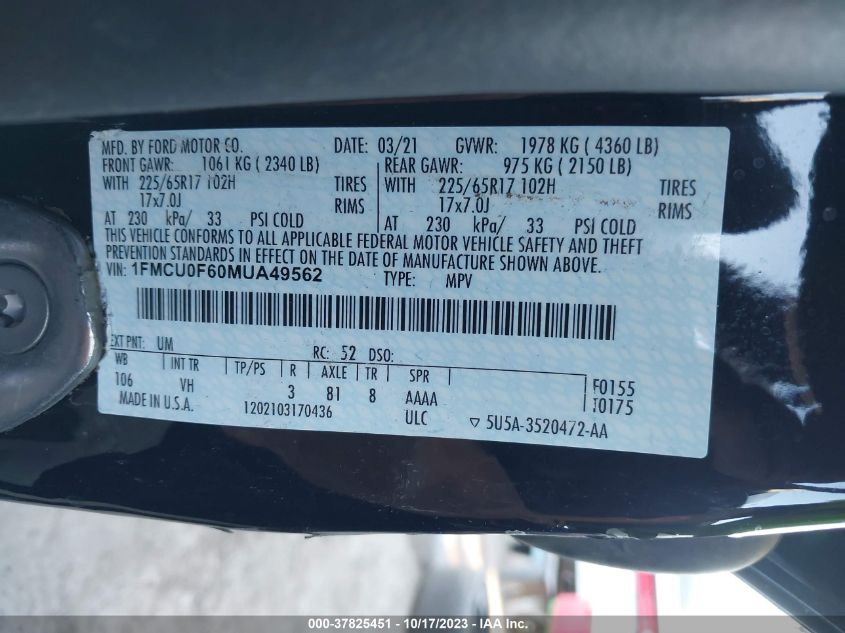 MFD. BY FORD MOTOR CO. DATE: 03/21 GVWR: 1978 KG ( 4360 LB)
FRONT GAWR: 1061 KG ( 2340 LB) REAR GAWR: 975 KG ( 2150 LB)
WITH 225/65R17 102H TIRES WITH 225/65R17 102H TIRES
17x7.0J RIMS 17x7.0J RIMS
AT 230 kPa/ 33 PSI COLD AT 230 kPa/ 33 PSI COLD
THIS VEHICLE CONFORMS TO ALL APPLICABLE FEDERAL MOTOR VEHICLE SAFETY AND THEFT
PREVENTION STANDARDS IN EFFECT ON THE DATE OF MANUFACTURE SHOWN ABOVE.
VIN: 1FMCU0F60MUA49562 TYPE: MPV
EXT PNT: UM RC: 52 DSO:
WB INT TR TP/PS R AXLE TR SPR
106 VH 3 81 8 AAAA F0155
MADE IN U.S.A. 1202103170436 ULC T0175
▽ 5U5A-3520472-AA
000-37825451 - 10/17/2023 - IAAI.com